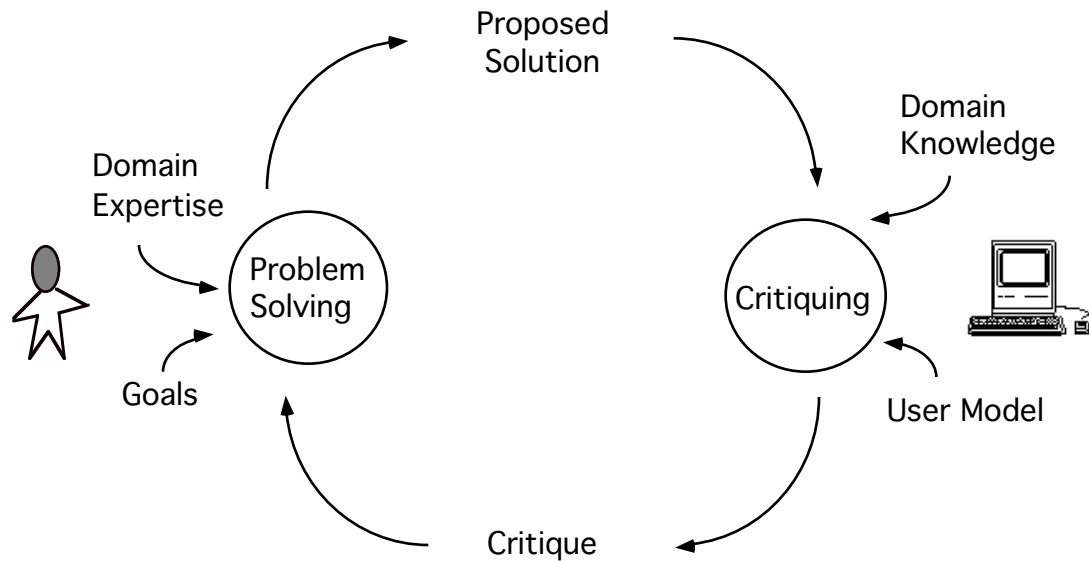 Proposed
Solution
Domain
Knowledge
Domain
Expertise
Problem
Solving
Critiquing
Goals
User Model
Critique